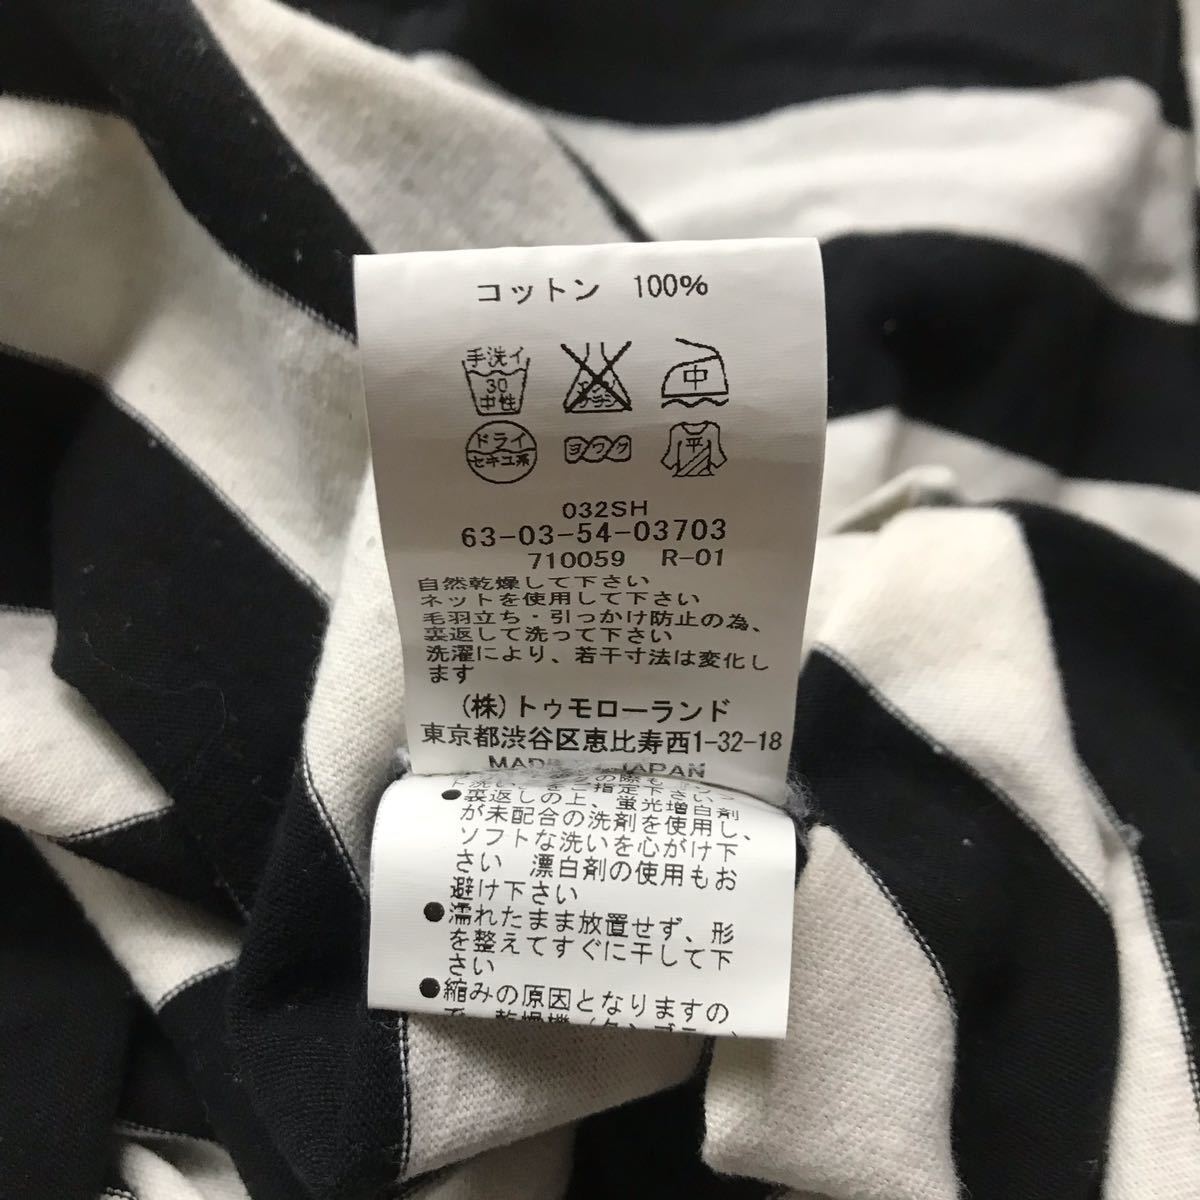 コットン 100%
手洗イ
30
中性
中
ドライ
セキユ系
ヨワク
平
032SH
63-03-54-03703
710059 R-01
自然乾燥して下さい
ネットを使用して下さい
毛羽立ち・引っかけ防止の為、
裏返して洗って下さい
洗濯により、若干寸法は変化し
ます
(株)トゥモローランド
東京都渋谷区恵比寿西1-32-18
JAPAN
●裏返しの上、蛍光増白剤
が未配合の洗剤を使用し、
ソフトな洗いを心がけ下
さい 漂白剤の使用もお
避け下さい
●濡れたまま放置せず、形
を整えてすぐに干して下
さい
●縮みの原因となりますの
で、乾燥機